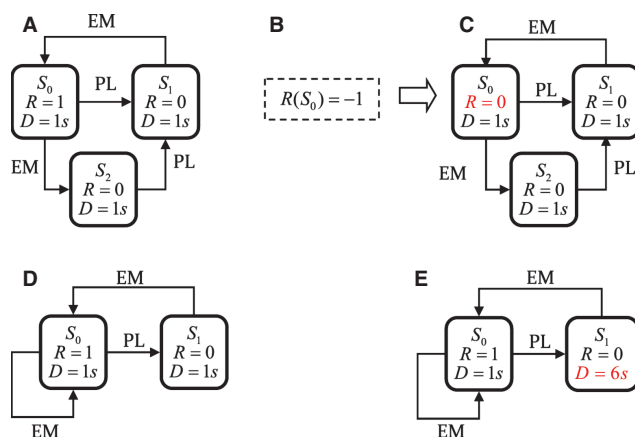 A
EM
S₀
R = 1
D = 1s
PL
S₁
R = 0
D = 1s
EM
S₂
R = 0
D = 1s
PL
B
R(S₀) = −1
C
EM
S₀
R = 0
D = 1s
PL
S₁
R = 0
D = 1s
EM
S₂
R = 0
D = 1s
PL
D
EM
S₀
R = 1
D = 1s
PL
S₁
R = 0
D = 1s
EM
E
EM
S₀
R = 1
D = 1s
PL
S₁
R = 0
D = 6s
EM